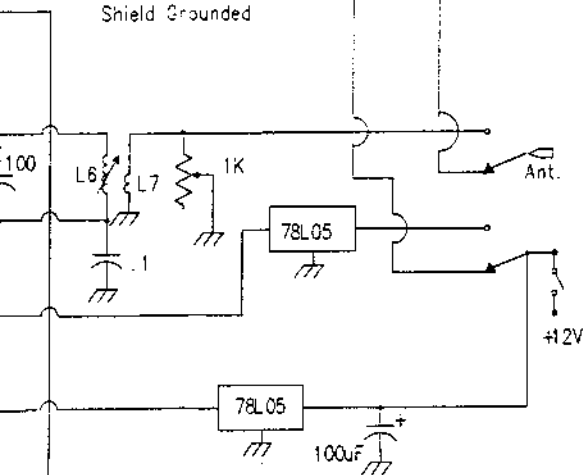 Shield Grounded
100
L6
L7
1K
Ant.
78L05
.1
+12V
78L05
100uF
+